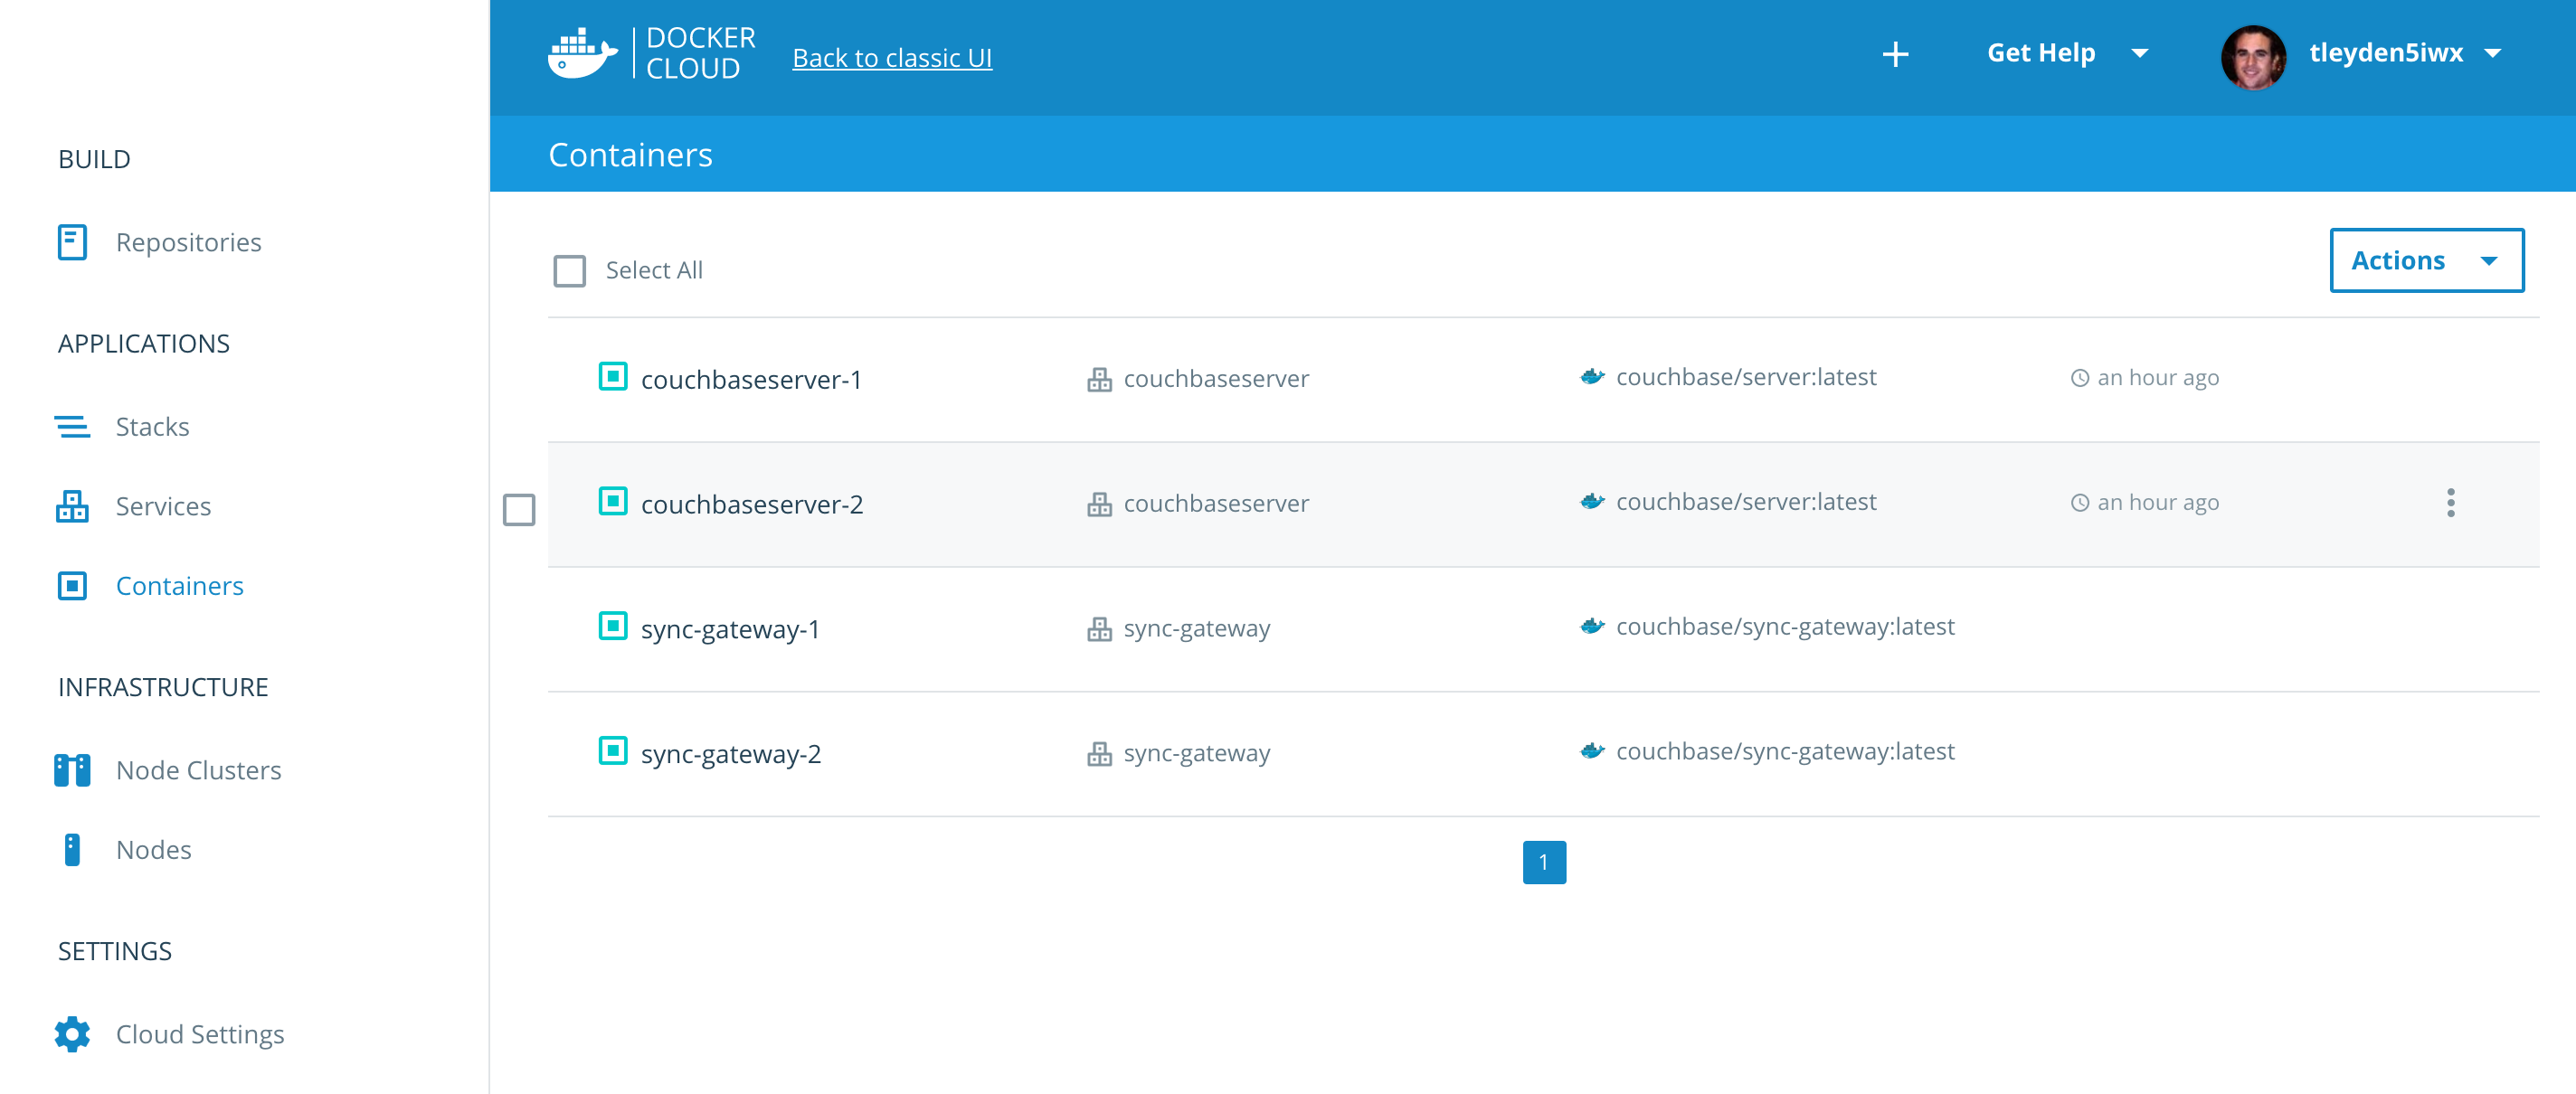 BUILD
Repositories
APPLICATIONS
Stacks
Services
Containers
INFRASTRUCTURE
Node Clusters
Nodes
SETTINGS
Cloud Settings
DOCKER
CLOUD
Back to classic UI
+ Get Help tleyden5iwx
Containers
Select All
Actions
couchbaseserver-1 couchbaseserver couchbase/server:latest an hour ago
couchbaseserver-2 couchbaseserver couchbase/server:latest an hour ago
sync-gateway-1 sync-gateway couchbase/sync-gateway:latest
sync-gateway-2 sync-gateway couchbase/sync-gateway:latest
1